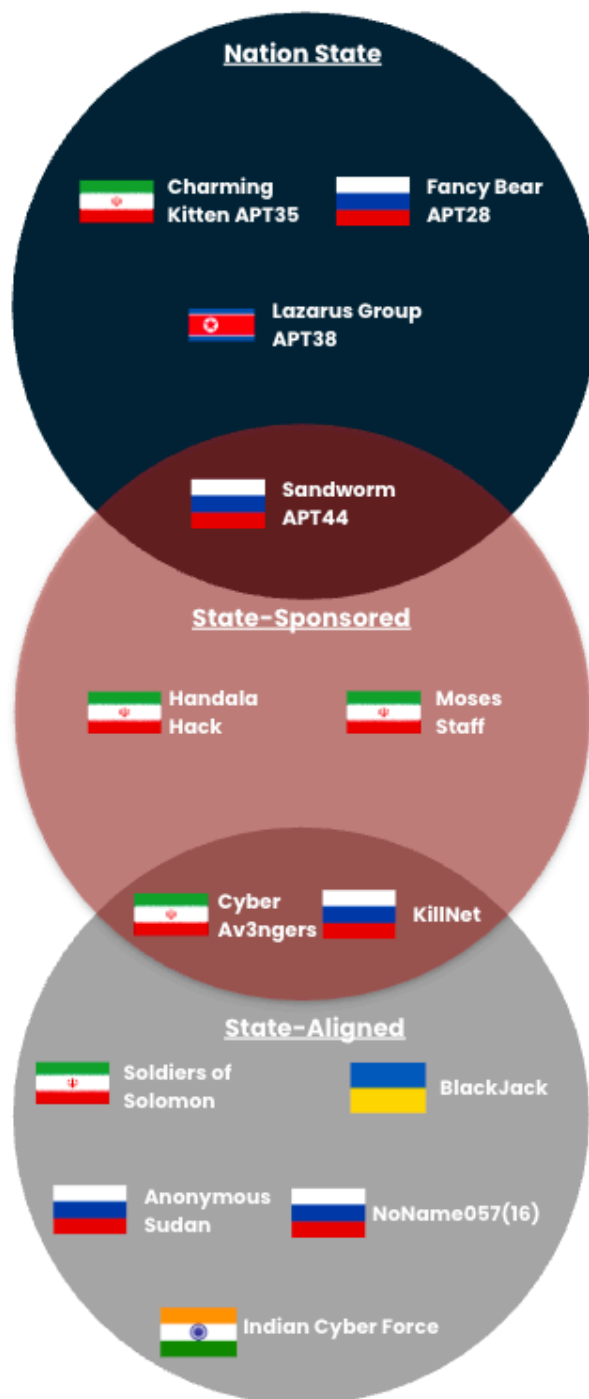 Nation State
Charming
Kitten APT35
Fancy Bear
APT28
Lazarus Group
APT38
Sandworm
APT44
State-Sponsored
Handala
Hack
Moses
Staff
Cyber
Av3ngers
KillNet
State-Aligned
Soldiers of
Solomon
BlackJack
Anonymous
Sudan
NoName057(16)
Indian Cyber Force